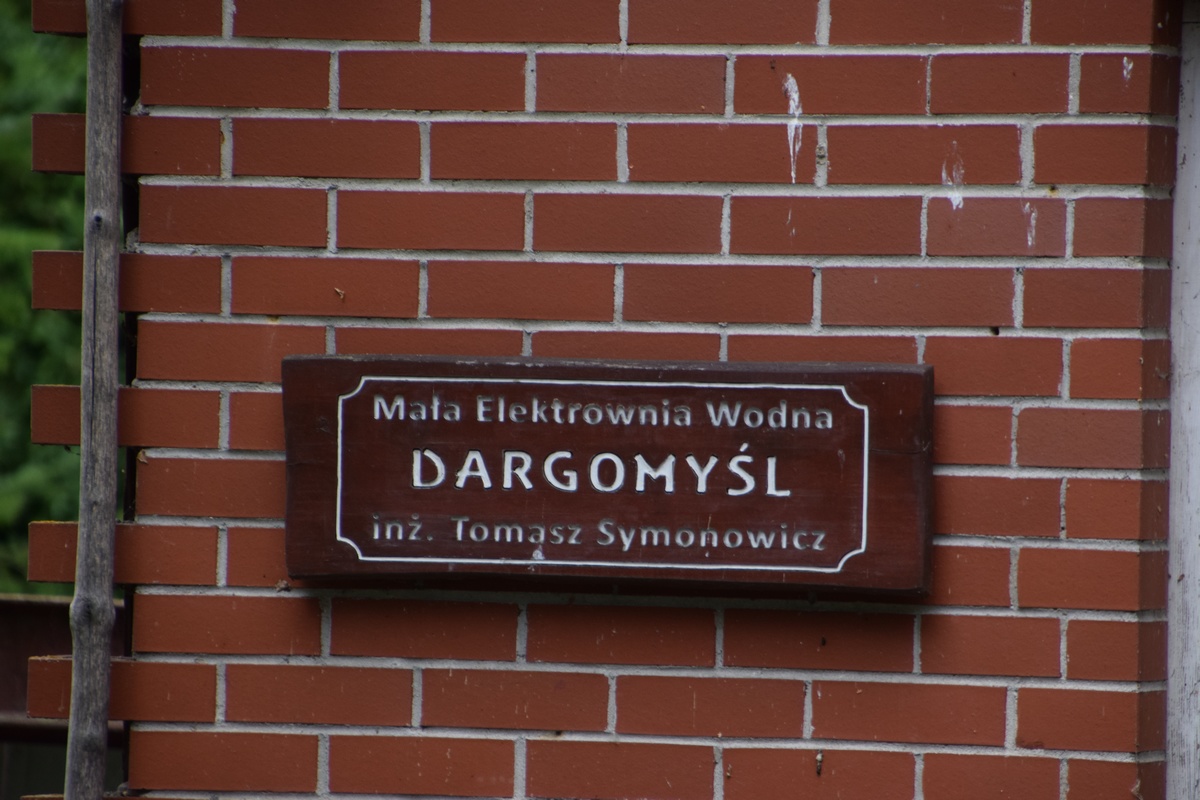 Mała Elektrownia Wodna
DARGOMYŚL
inż. Tomasz Symonowicz